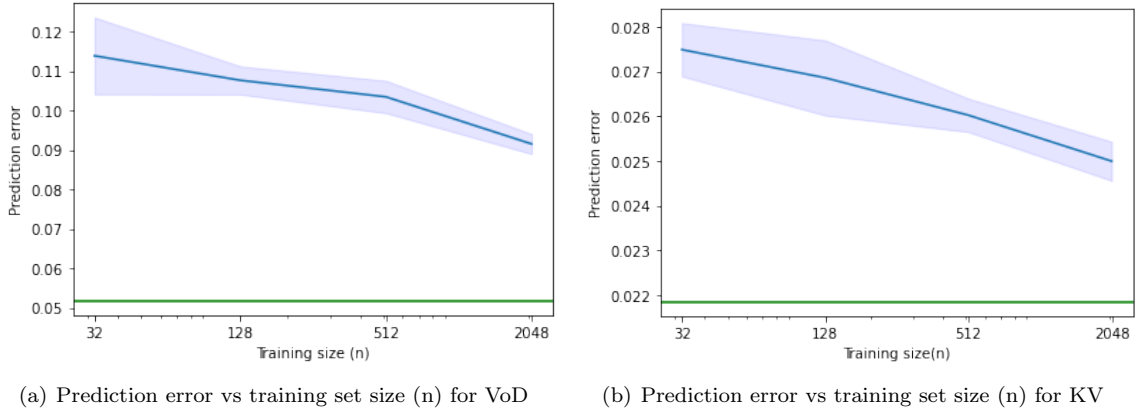 0.12
0.11
0.10
0.09
0.08
0.07
0.06
0.05
Prediction error
32 128 512 2048
Training size (n)
(a) Prediction error vs training set size (n) for VoD
0.028
0.027
0.026
0.025
0.024
0.023
0.022
Prediction error
32 128 512 2048
Training size(n)
(b) Prediction error vs training set size (n) for KV